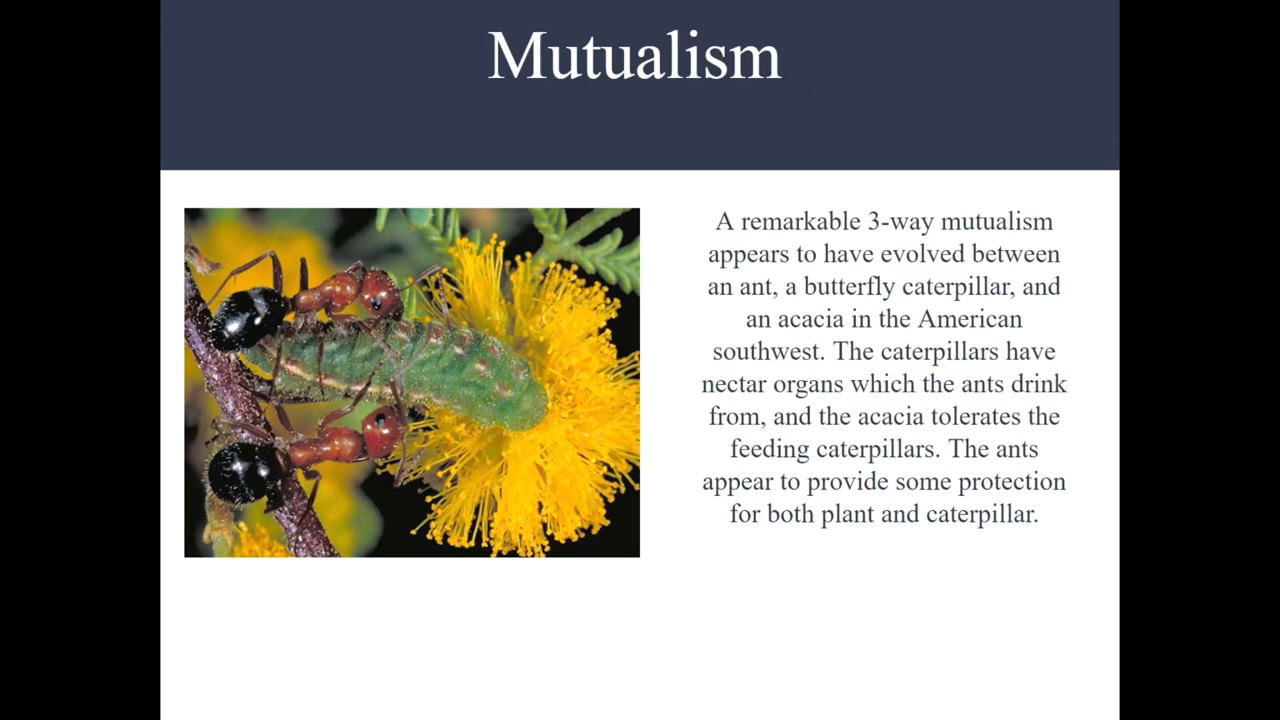 Mutualism
A remarkable 3-way mutualism
appears to have evolved between
an ant, a butterfly caterpillar, and
an acacia in the American
southwest. The caterpillars have
nectar organs which the ants drink
from, and the acacia tolerates the
feeding caterpillars. The ants
appear to provide some protection
for both plant and caterpillar.